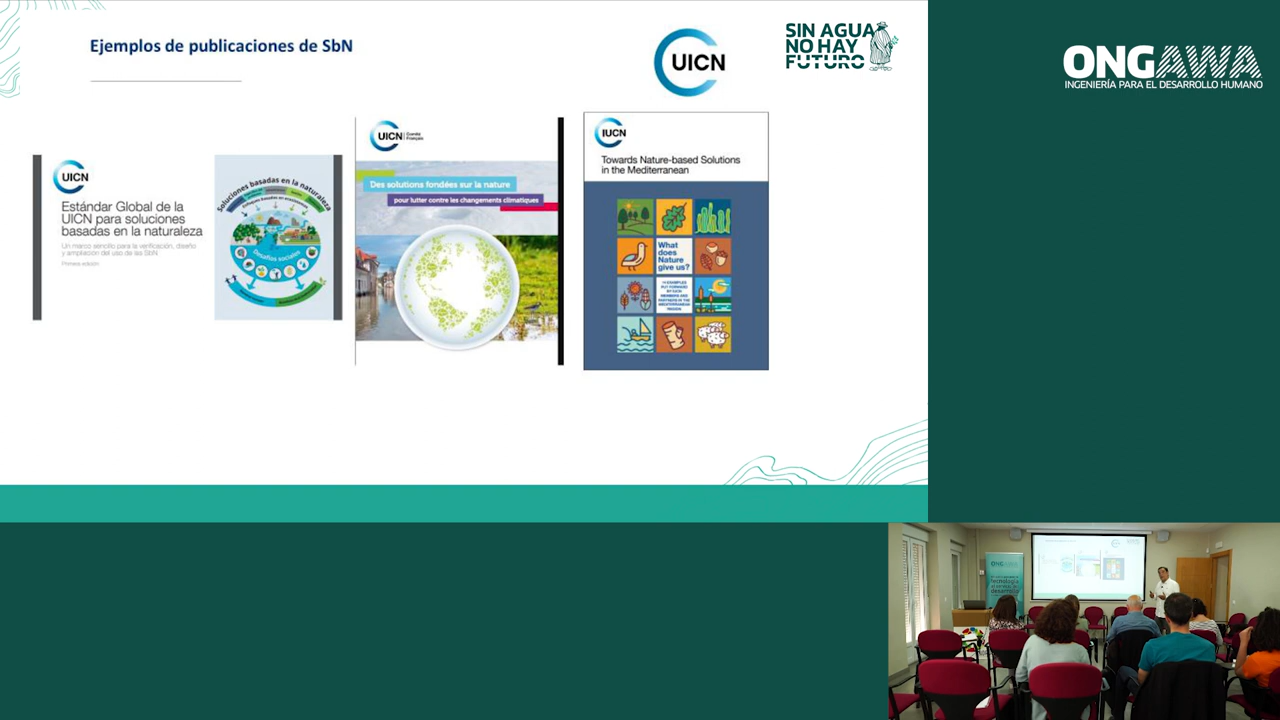 Ejemplos de publicaciones de SbN
UICN
SIN AGUA
NO HAY
FUTURO
ONGAWA
INGENIERÍA PARA EL DESARROLLO HUMANO
UICN
Estándar Global de la
UICN para soluciones
basadas en la naturaleza
Un marco sencillo para la verificación, diseño
y ampliación del uso de las SbN
Primera edición
Soluciones basadas en la naturaleza
Desafíos sociales
UICN
Comité
Français
Des solutions fondées sur la nature
pour lutter contre les changements climatiques
IUCN
Towards Nature-based Solutions
in the Mediterranean
What
does
Nature
give us?
ONGAWA